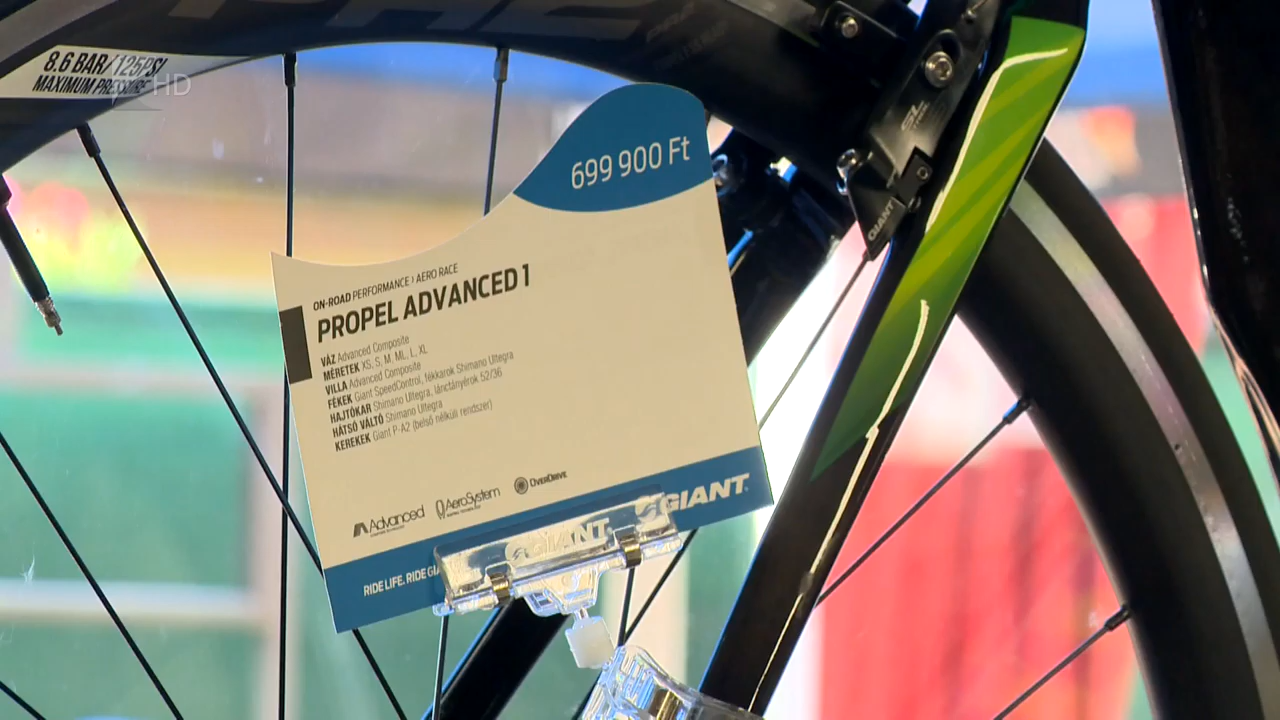 8.6 BAR/125PSI
MAXIMUM PRESSURE
HD
GIANT
699 900 Ft
ON-ROAD PERFORMANCE | AERO RACE
PROPEL ADVANCED 1
VÁZ Advanced Composite
MÉRETEK XS, S, M, ML, L, XL
VILLA Advanced Composite
FÉKEK Giant SpeedControl, fékkarok Shimano Ultegra
HAJTÓKAR Shimano Ultegra, lánctányérok 52/36
HÁTSÓ VÁLTÓ Shimano Ultegra
KEREKEK Giant P-A2 (belső nélküli rendszer)
Advanced AeroSystem OverDrive
GIANT
GIANT
RIDE LIFE. RIDE